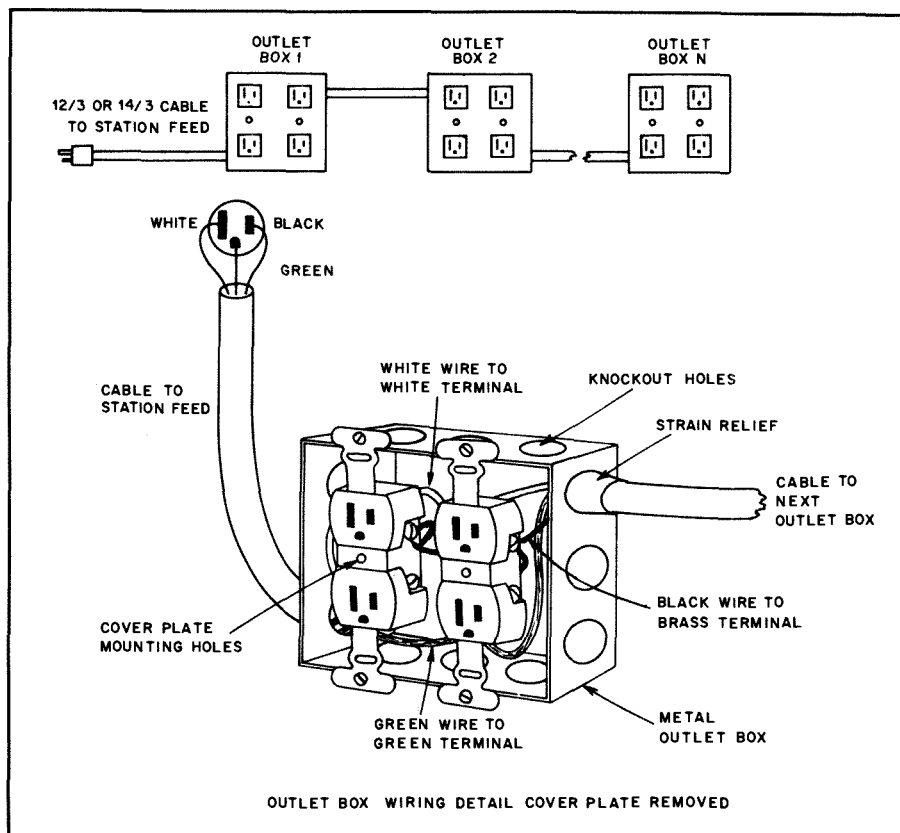 OUTLET
BOX 1
OUTLET
BOX 2
OUTLET
BOX N
12/3 OR 14/3 CABLE
TO STATION FEED
WHITE
BLACK
GREEN
CABLE TO
STATION FEED
WHITE WIRE TO
WHITE TERMINAL
KNOCKOUT HOLES
STRAIN RELIEF
CABLE TO
NEXT
OUTLET BOX
BLACK WIRE TO
BRASS TERMINAL
COVER PLATE
MOUNTING HOLES
GREEN WIRE TO
GREEN TERMINAL
METAL
OUTLET BOX
OUTLET BOX WIRING DETAIL COVER PLATE REMOVED